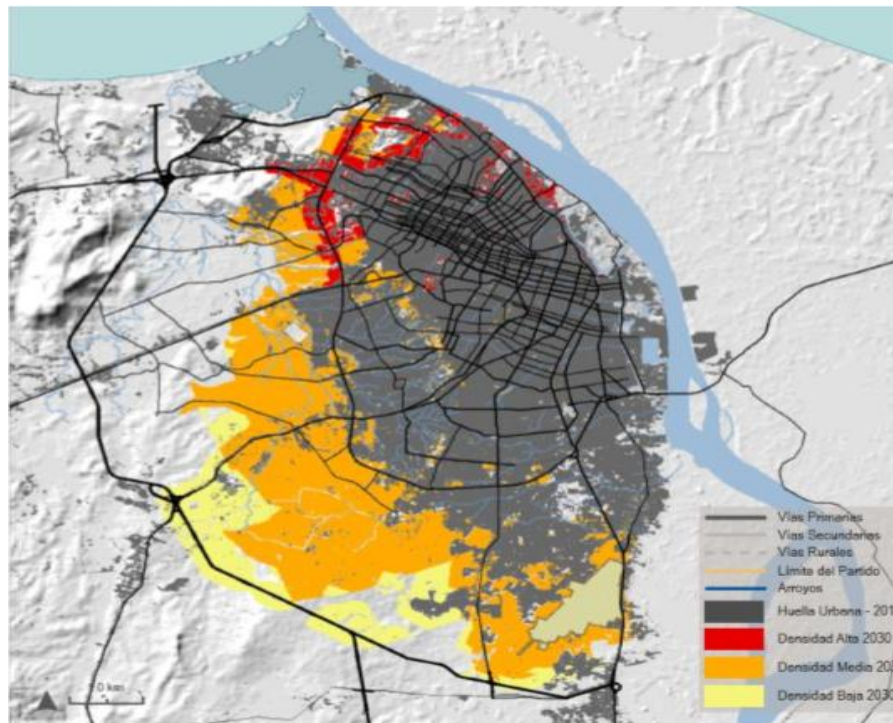 Vías Primarias
Vías Secundarias
Vías Rurales
Límite del Partido
Arroyos
Huella Urbana - 201
Densidad Alta 2030
Densidad Media 20
Densidad Baja 2030
0 km